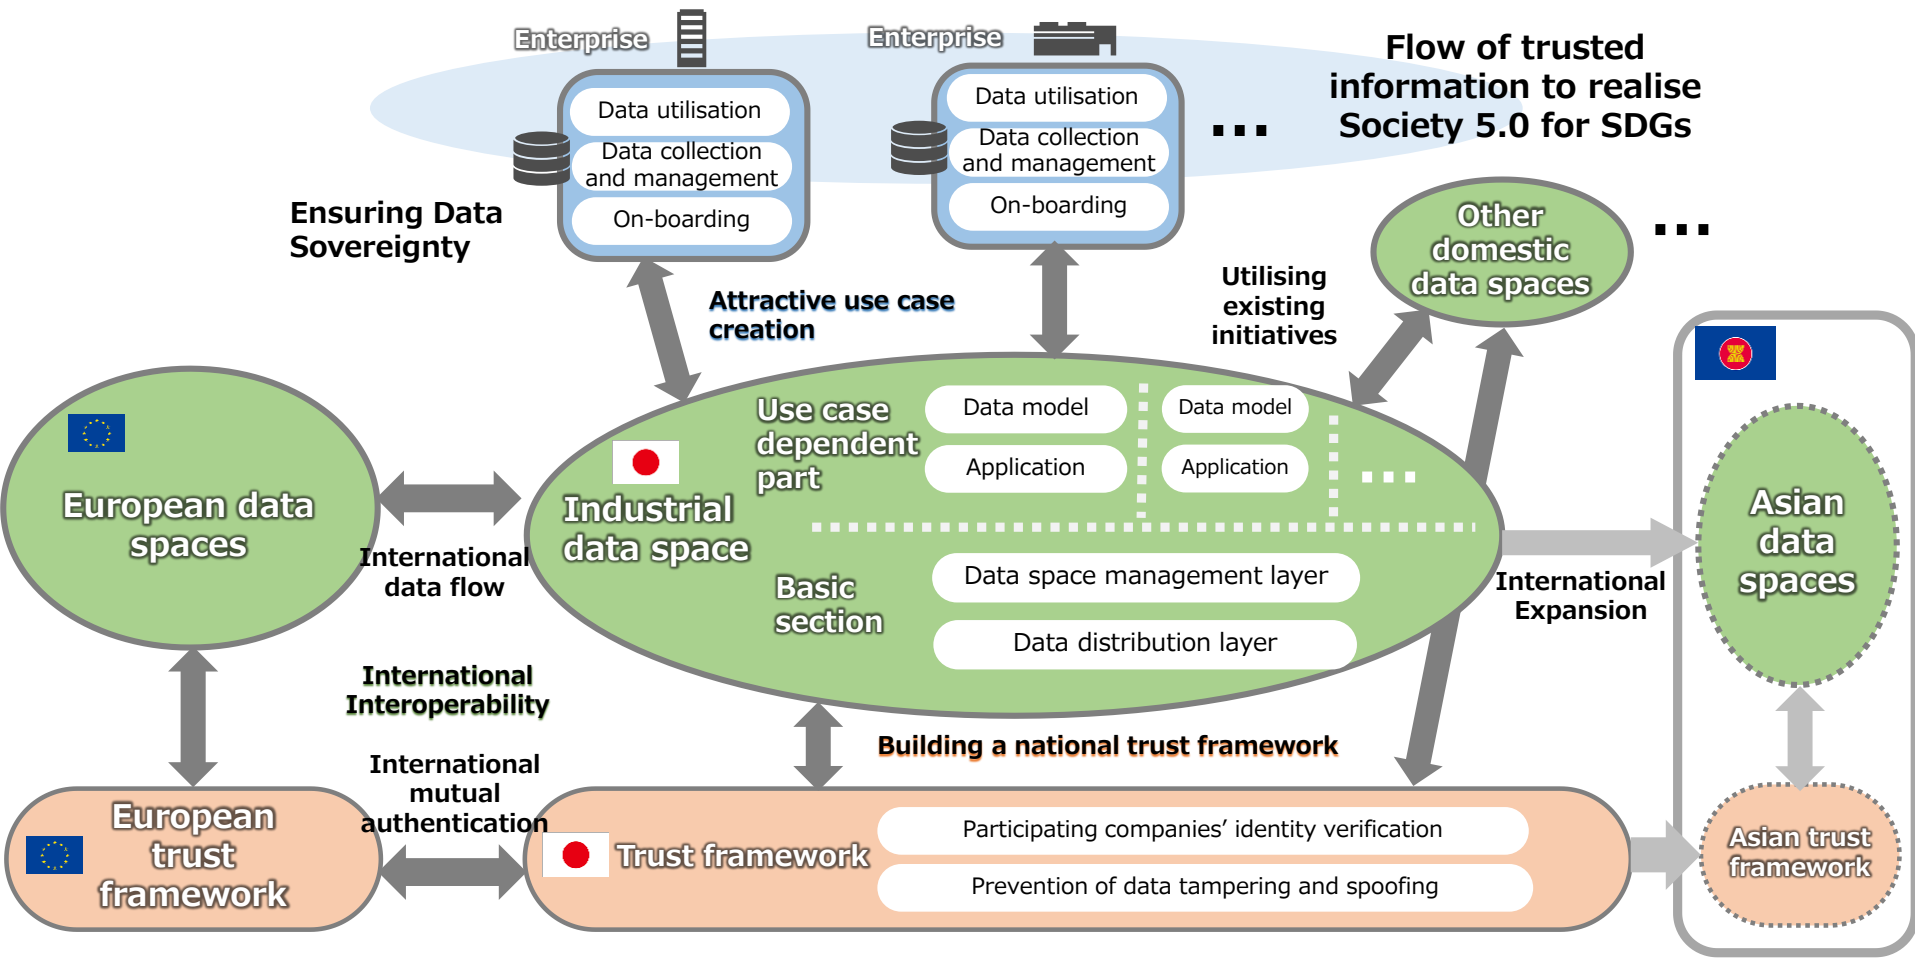 Enterprise
Enterprise
Flow of trusted
information to realise
Society 5.0 for SDGs
Data utilisation
Data collection
and management
On-boarding
Data utilisation
Data collection
and management
On-boarding
...
Ensuring Data
Sovereignty
Other
domestic
data spaces
...
Attractive use case
creation
Utilising
existing
initiatives
European data
spaces
International
data flow
Industrial
data space
Use case
dependent
part
Data model
Application
Data model
Application
...
Basic
section
Data space management layer
Data distribution layer
International
Expansion
Asian
data
spaces
International
Interoperability
Building a national trust framework
International
mutual
authentication
European
trust
framework
Trust framework
Participating companies’ identity verification
Prevention of data tampering and spoofing
Asian trust
framework